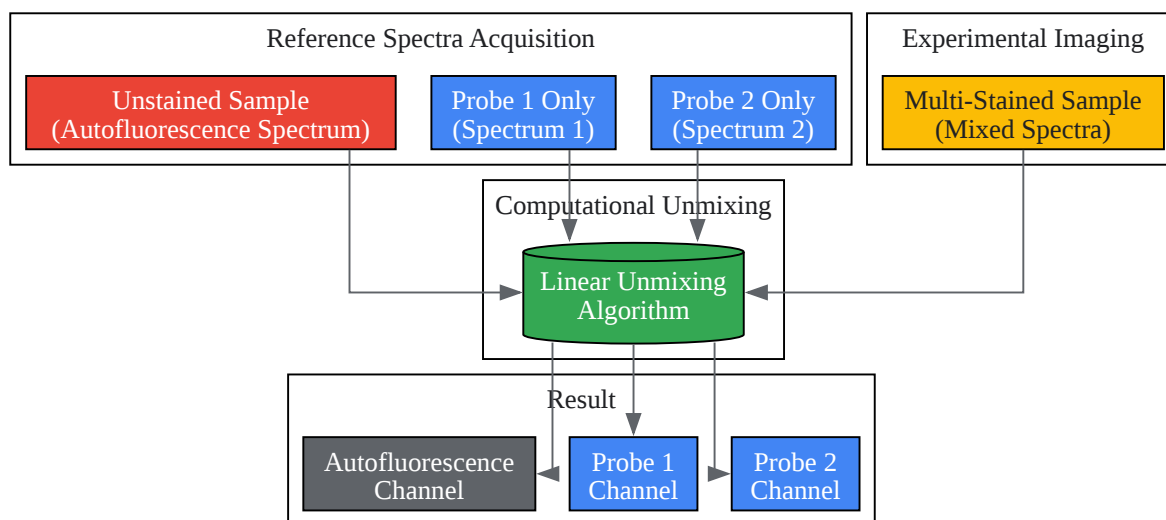 Reference Spectra Acquisition
Experimental Imaging
Unstained Sample
(Autofluorescence Spectrum)
Probe 1 Only
(Spectrum 1)
Probe 2 Only
(Spectrum 2)
Multi-Stained Sample
(Mixed Spectra)
Computational Unmixing
Linear Unmixing
Algorithm
Result
Autofluorescence
Channel
Probe 1
Channel
Probe 2
Channel